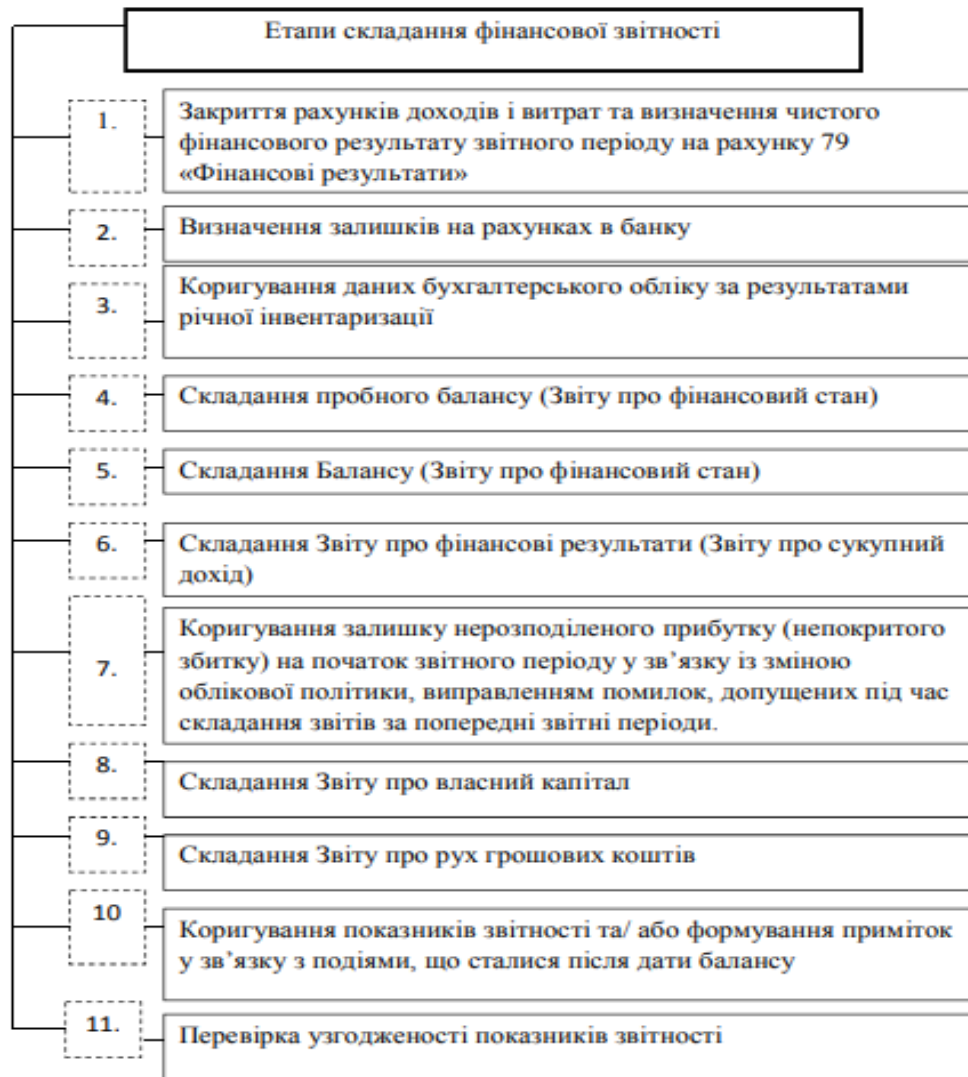 Етапи складання фінансової звітності
1.
Закриття рахунків доходів і витрат та визначення чистого
фінансового результату звітного періоду на рахунку 79
«Фінансові результати»
2.
Визначення залишків на рахунках в банку
3.
Коригування даних бухгалтерського обліку за результатами
річної інвентаризації
4.
Складання пробного балансу (Звіту про фінансовий стан)
5.
Складання Балансу (Звіту про фінансовий стан)
6.
Складання Звіту про фінансові результати (Звіту про сукупний
дохід)
7.
Коригування залишку нерозподіленого прибутку (непокритого
збитку) на початок звітного періоду у зв’язку із зміною
облікової політики, виправленням помилок, допущених під час
складання звітів за попередні звітні періоди.
8.
Складання Звіту про власний капітал
9.
Складання Звіту про рух грошових коштів
10
Коригування показників звітності та/ або формування приміток
у зв’язку з подіями, що сталися після дати балансу
11.
Перевірка узгодженості показників звітності